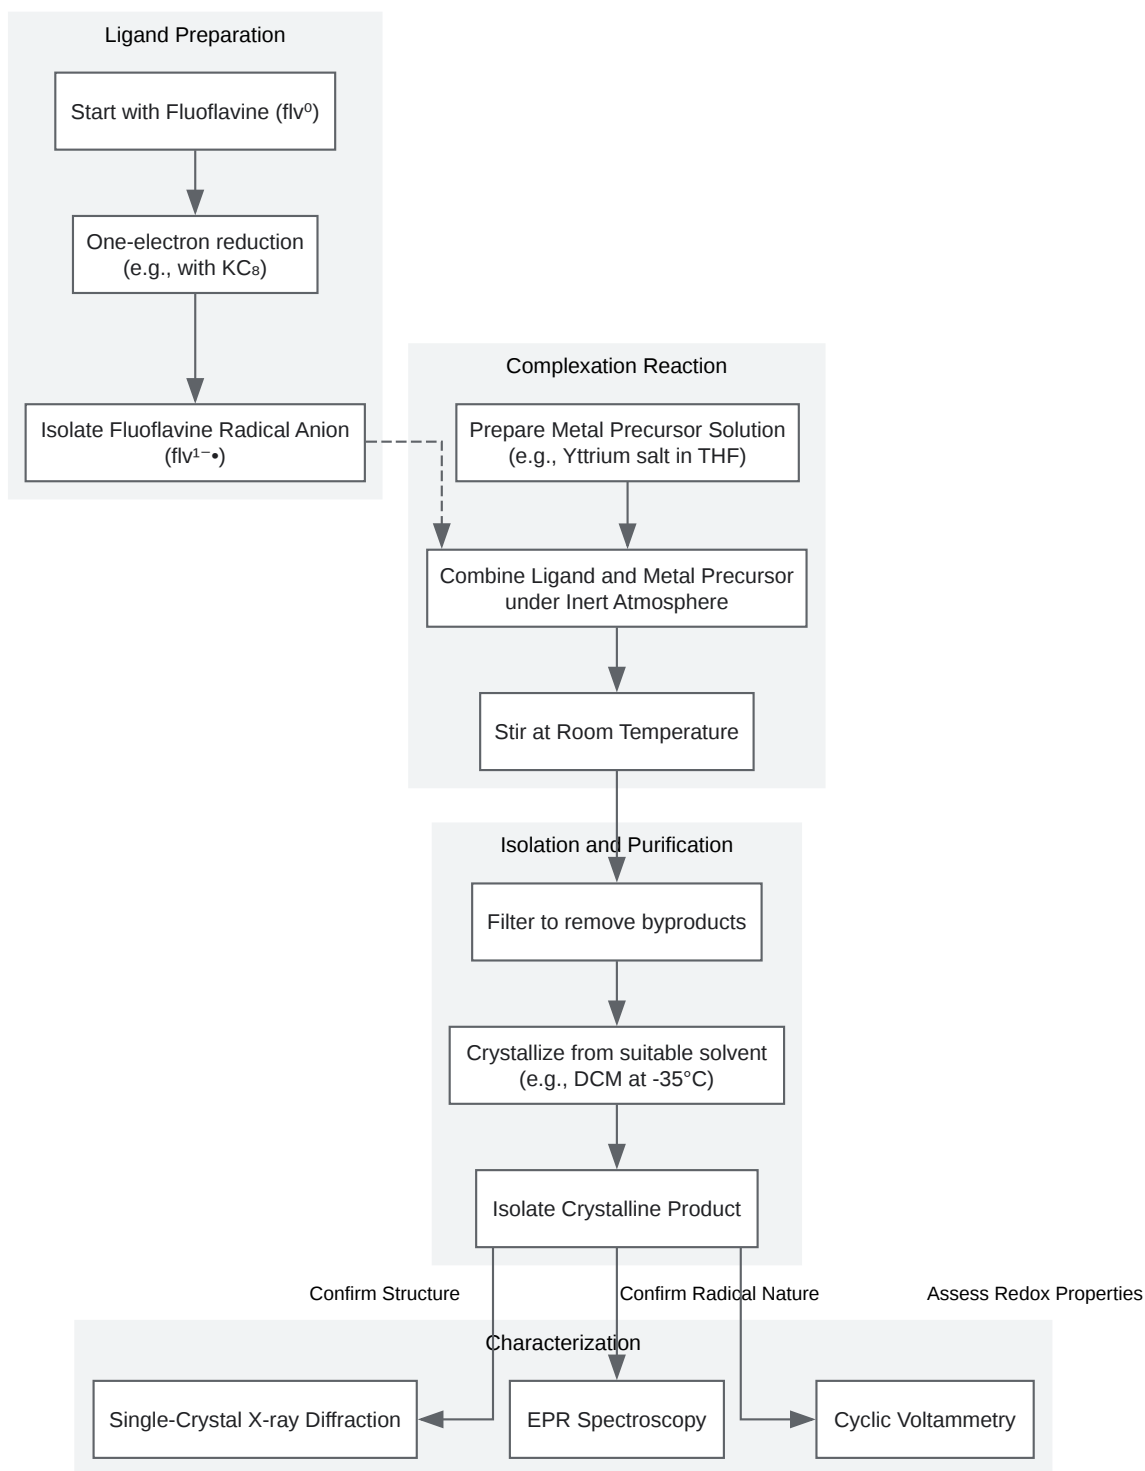 Ligand Preparation
Start with Fluoflavine (flv⁰)
One-electron reduction
(e.g., with KC₈)
Isolate Fluoflavine Radical Anion
(flv¹⁻•)
Complexation Reaction
Prepare Metal Precursor Solution
(e.g., Yttrium salt in THF)
Combine Ligand and Metal Precursor
under Inert Atmosphere
Stir at Room Temperature
Isolation and Purification
Filter to remove byproducts
Crystallize from suitable solvent
(e.g., DCM at -35°C)
Isolate Crystalline Product
Confirm Structure
Confirm Radical Nature
Assess Redox Properties
Characterization
Single-Crystal X-ray Diffraction
EPR Spectroscopy
Cyclic Voltammetry